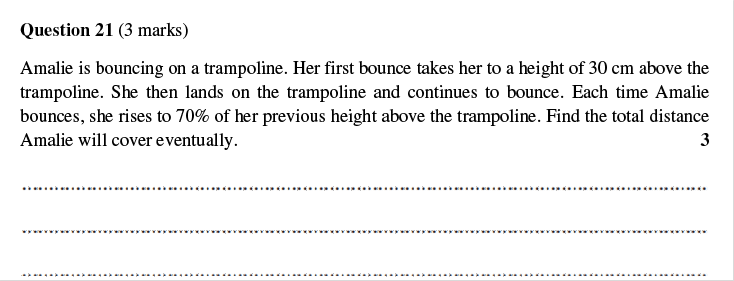 Question 21 (3 marks)
Amalie is bouncing on a trampoline. Her first bounce takes her to a height of 30 cm above the
trampoline. She then lands on the trampoline and continues to bounce. Each time Amalie
bounces, she rises to 70% of her previous height above the trampoline. Find the total distance
Amalie will cover eventually. 3